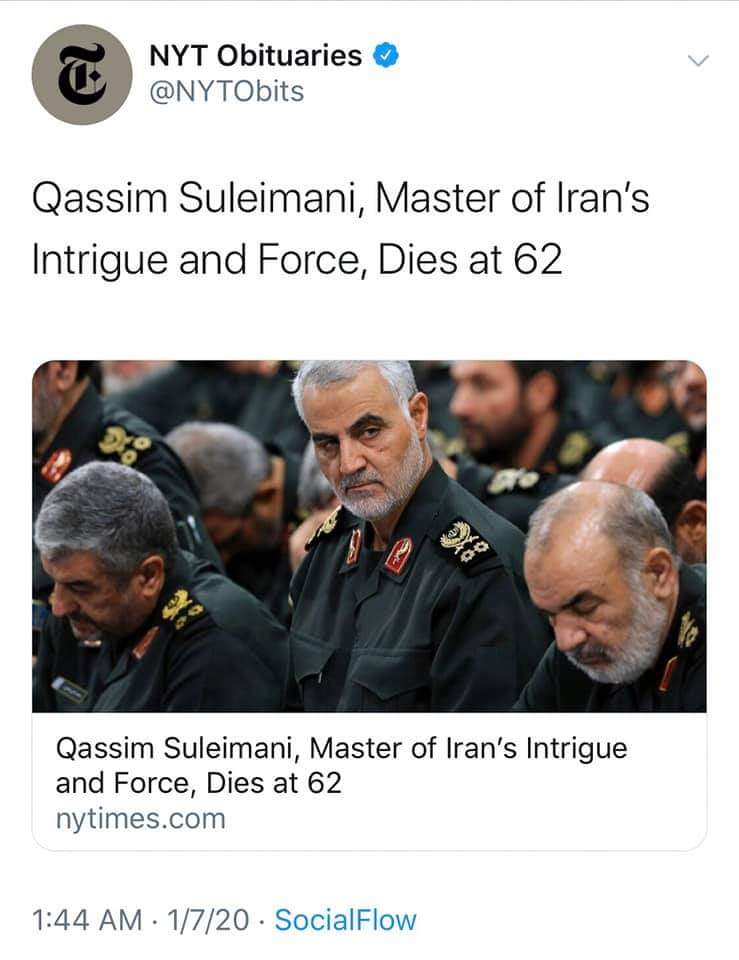 NYT Obituaries
@NYTObits
Qassim Suleimani, Master of Iran's
Intrigue and Force, Dies at 62
Qassim Suleimani, Master of Iran's Intrigue
and Force, Dies at 62
nytimes.com
1:44 AM · 1/7/20 · SocialFlow